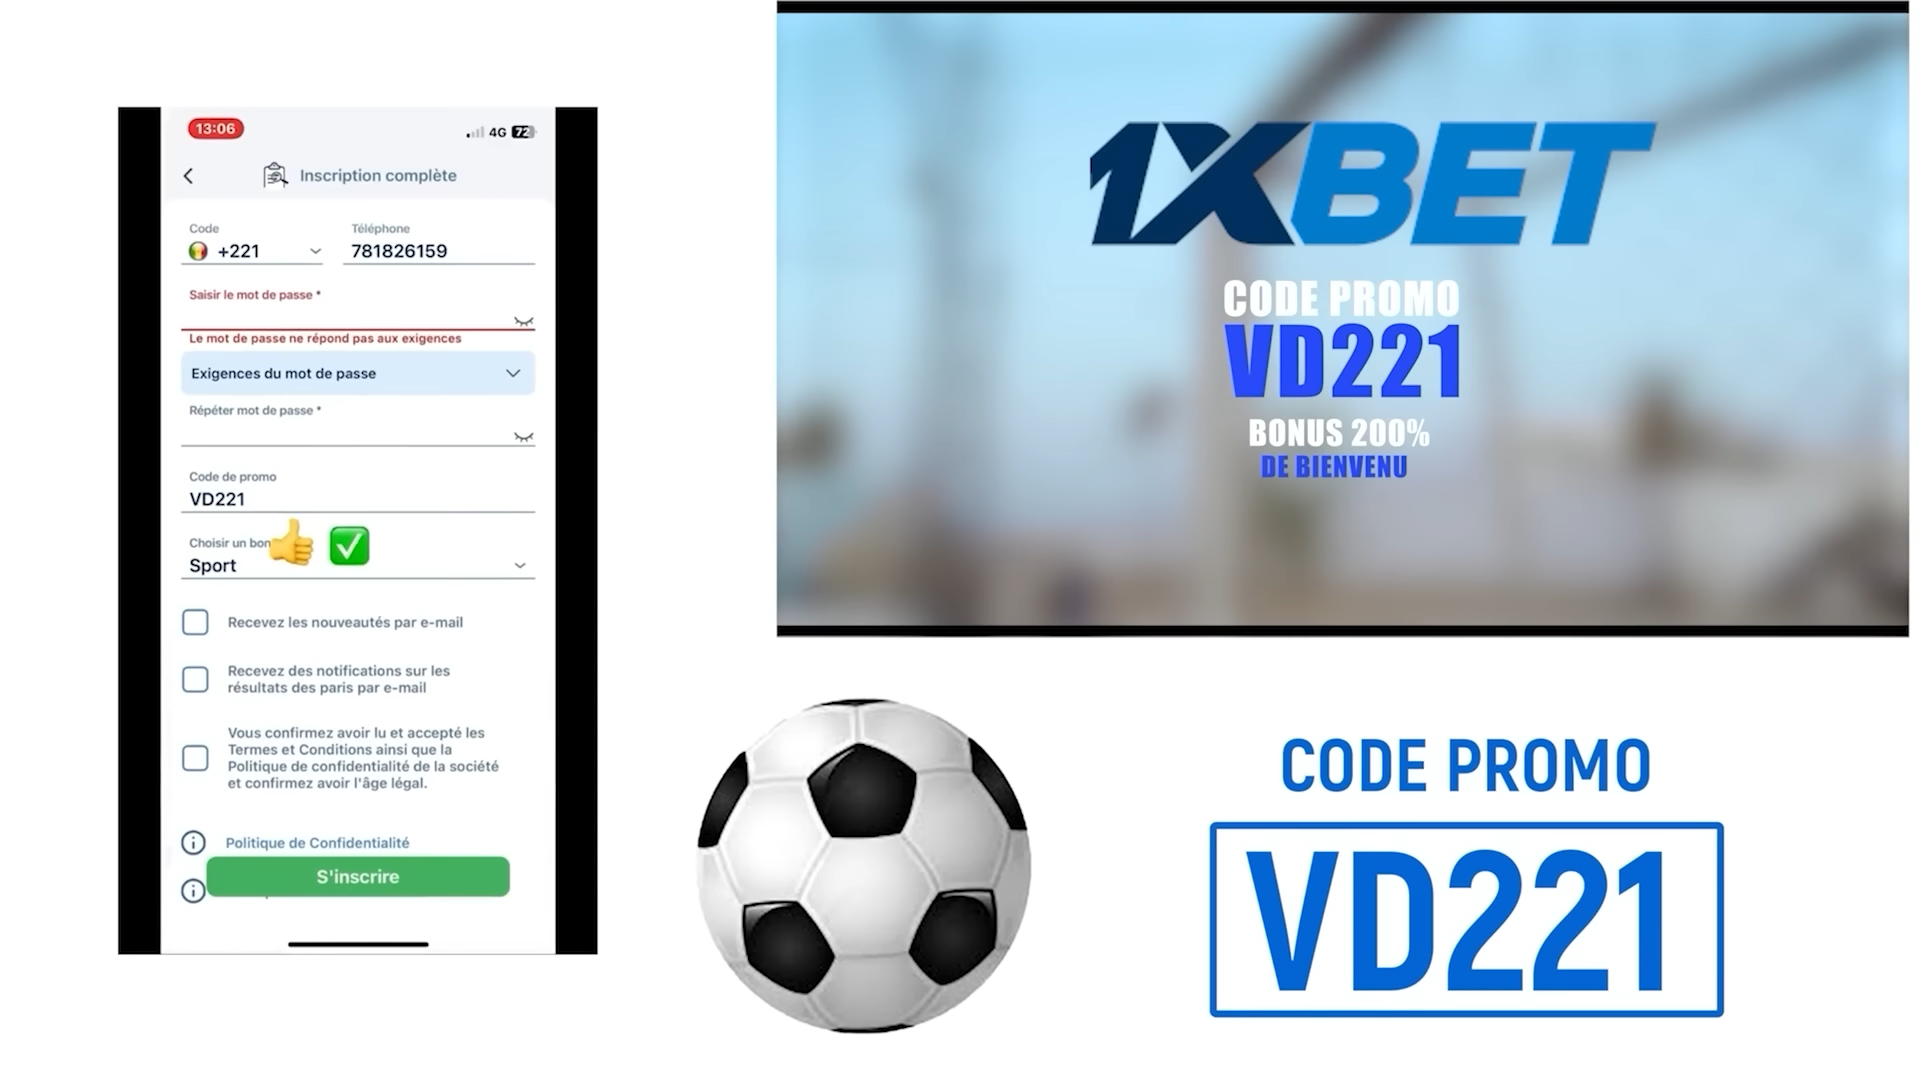 13:06
4G 72
Inscription complète
Code
Téléphone
+221
781826159
Saisir le mot de passe *
Le mot de passe ne répond pas aux exigences
Exigences du mot de passe
Répéter mot de passe *
Code de promo
VD221
Choisir un bon
Sport
Recevez les nouveautés par e-mail
Recevez des notifications sur les
résultats des paris par e-mail
Vous confirmez avoir lu et accepté les
Termes et Conditions ainsi que la
Politique de confidentialité de la société
et confirmez avoir l'âge légal.
Politique de Confidentialité
S'inscrire
1XBET
CODE PROMO
VD221
BONUS 200%
DE BIENVENU
CODE PROMO
VD221